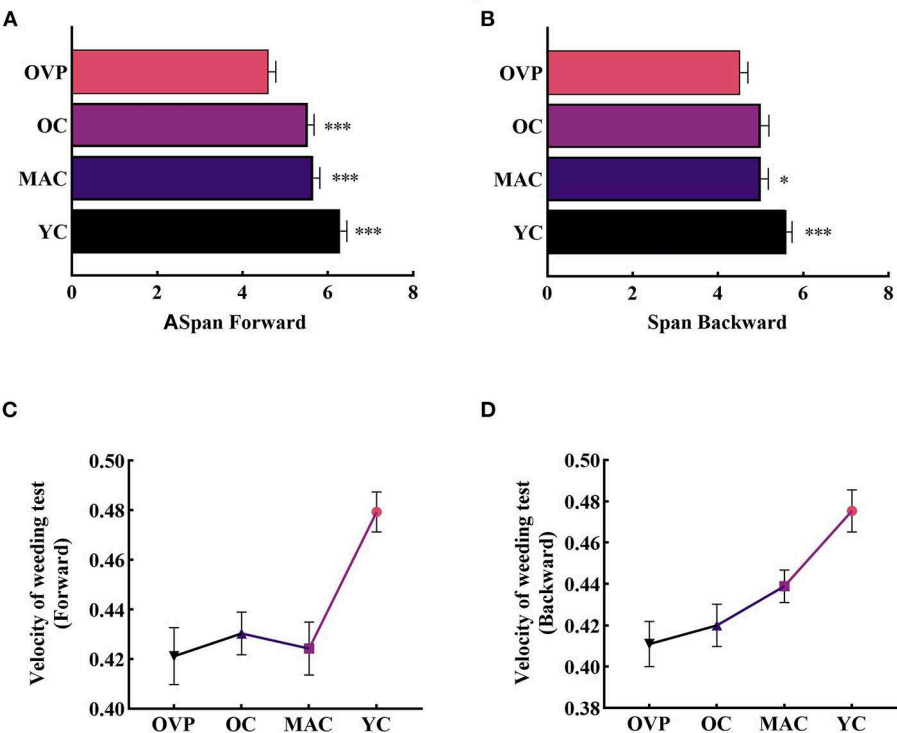 A
OVP
OC
***
MAC
***
YC
***
0 2 4 6 8
ASpan Forward
B
OVP
OC
MAC
*
YC
***
0 2 4 6 8
Span Backward
C
Velocity of weeding test
(Forward)
0.50
0.48
0.46
0.44
0.42
0.40
OVP OC MAC YC
D
Velocity of weeding test
(Backward)
0.50
0.48
0.46
0.44
0.42
0.40
0.38
OVP OC MAC YC